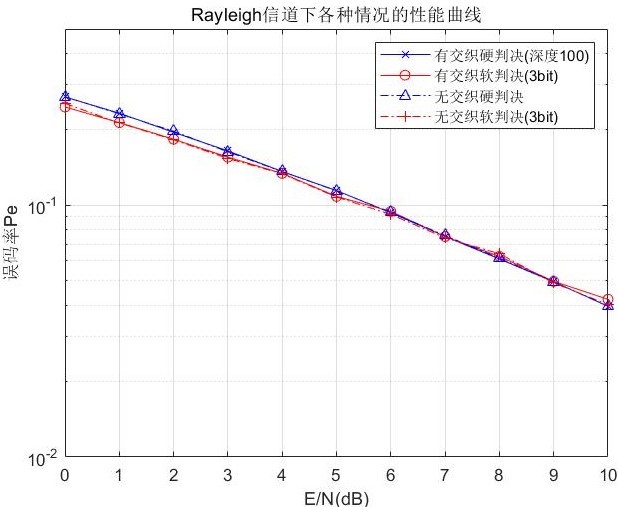 Rayleigh信道下各种情况的性能曲线
有交织硬判决(深度100)
有交织软判决(3bit)
无交织硬判决
无交织软判决(3bit)
10-1
误码率Pe
10-2
0 1 2 3 4 5 6 7 8 9 10
E/N(dB)